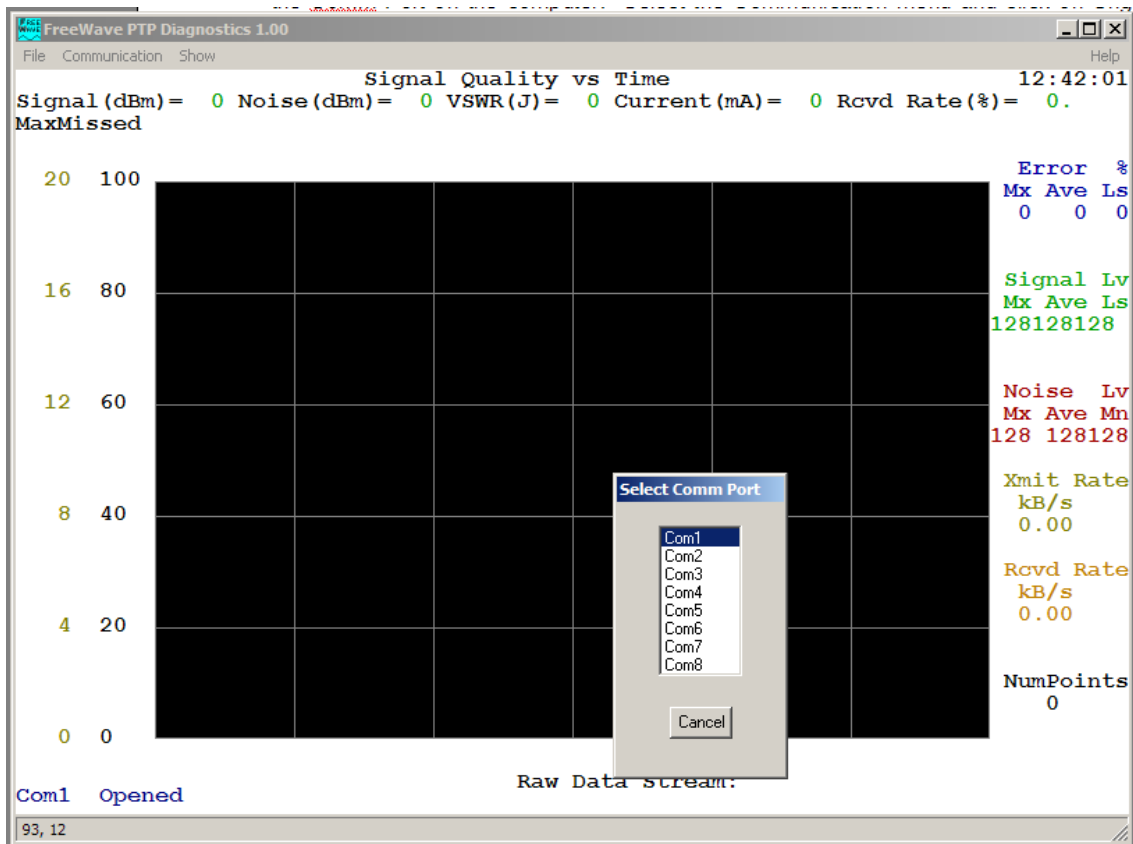 FreeWave PTP Diagnostics 1.00
File Communication Show Help
Signal Quality vs Time 12:42:01
Signal(dBm)= 0 Noise(dBm)= 0 VSWR(J)= 0 Current(mA)= 0 Rcvd Rate(%)= 0.
MaxMissed
Error %
20 100
Mx Ave Ls
0 0 0
Signal Lv
16 80
Mx Ave Ls
128128128
Noise Lv
12 60
Mx Ave Mn
128 128128
Xmit Rate
kB/s
8 40
0.00
Rcvd Rate
kB/s
0.00
4 20
NumPoints
0
0 0
Select Comm Port
Com1
Com2
Com3
Com4
Com5
Com6
Com7
Com8
Cancel
Raw Data Stream:
Com1 Opened
93, 12